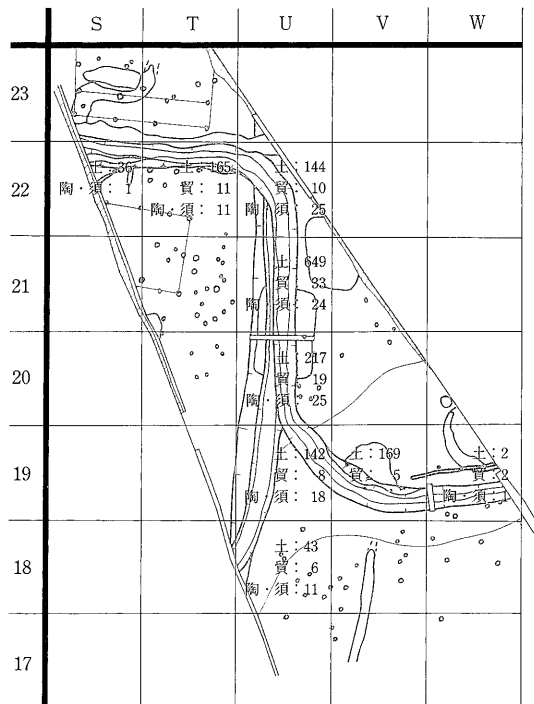 S T U V W
23
22
土：36 土：165 土：144
陶・須：1 貿：11 貿：10
陶・須：11 陶・須：25
21
土：649
貿：33
陶・須：24
20
土：217
貿：19
陶・須：25
19
土：142 土：169 土：2
貿：8 貿：5 貿：2
陶・須：18 陶・須：1
18
土：43
貿：6
陶・須：11
17